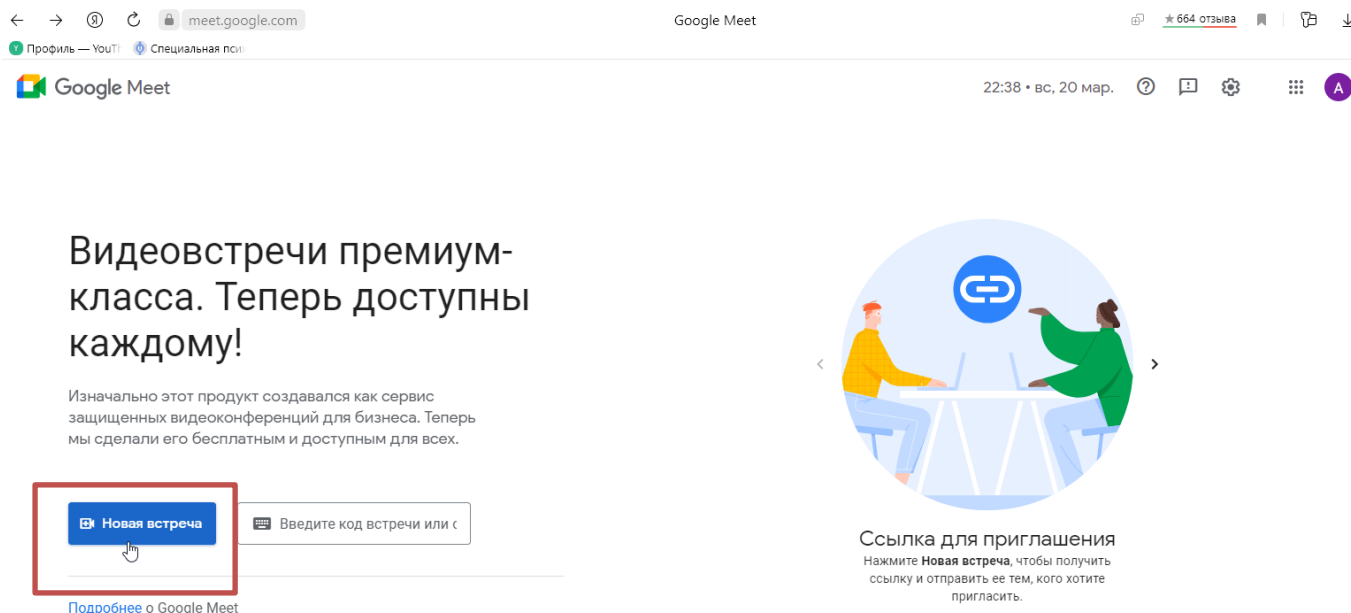 meet.google.com
Google Meet
★ 664 отзыва
Профиль — YouT
Специальная пси
Google Meet
22:38 • вс, 20 мар.
A
Видеовстречи премиум-
класса. Теперь доступны
каждому!
Изначально этот продукт создавался как сервис
защищенных видеоконференций для бизнеса. Теперь
мы сделали его бесплатным и доступным для всех.
Новая встреча
Введите код встречи или с
Подробнее о Google Meet
Ссылка для приглашения
Нажмите Новая встреча, чтобы получить
ссылку и отправить ее тем, кого хотите
пригласить.